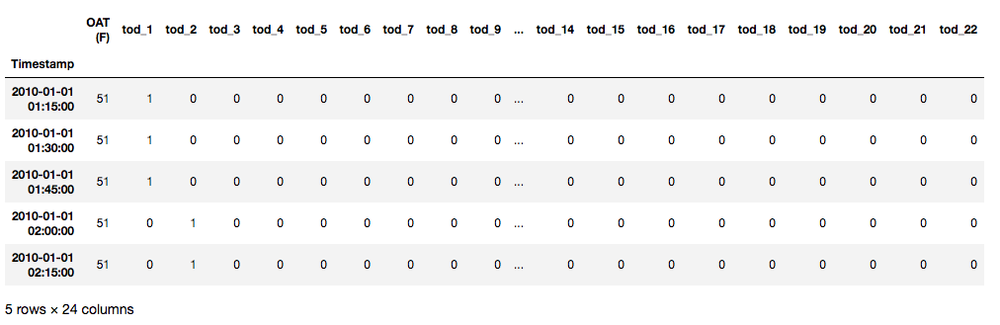 OAT (F) tod_1 tod_2 tod_3 tod_4 tod_5 tod_6 tod_7 tod_8 tod_9 ... tod_14 tod_15 tod_16 tod_17 tod_18 tod_19 tod_20 tod_21 tod_22
Timestamp
2010-01-01 01:15:00 51 1 0 0 0 0 0 0 0 0 ... 0 0 0 0 0 0 0 0 0
2010-01-01 01:30:00 51 1 0 0 0 0 0 0 0 0 ... 0 0 0 0 0 0 0 0 0
2010-01-01 01:45:00 51 1 0 0 0 0 0 0 0 0 ... 0 0 0 0 0 0 0 0 0
2010-01-01 02:00:00 51 0 1 0 0 0 0 0 0 0 ... 0 0 0 0 0 0 0 0 0
2010-01-01 02:15:00 51 0 1 0 0 0 0 0 0 0 ... 0 0 0 0 0 0 0 0 0
5 rows × 24 columns